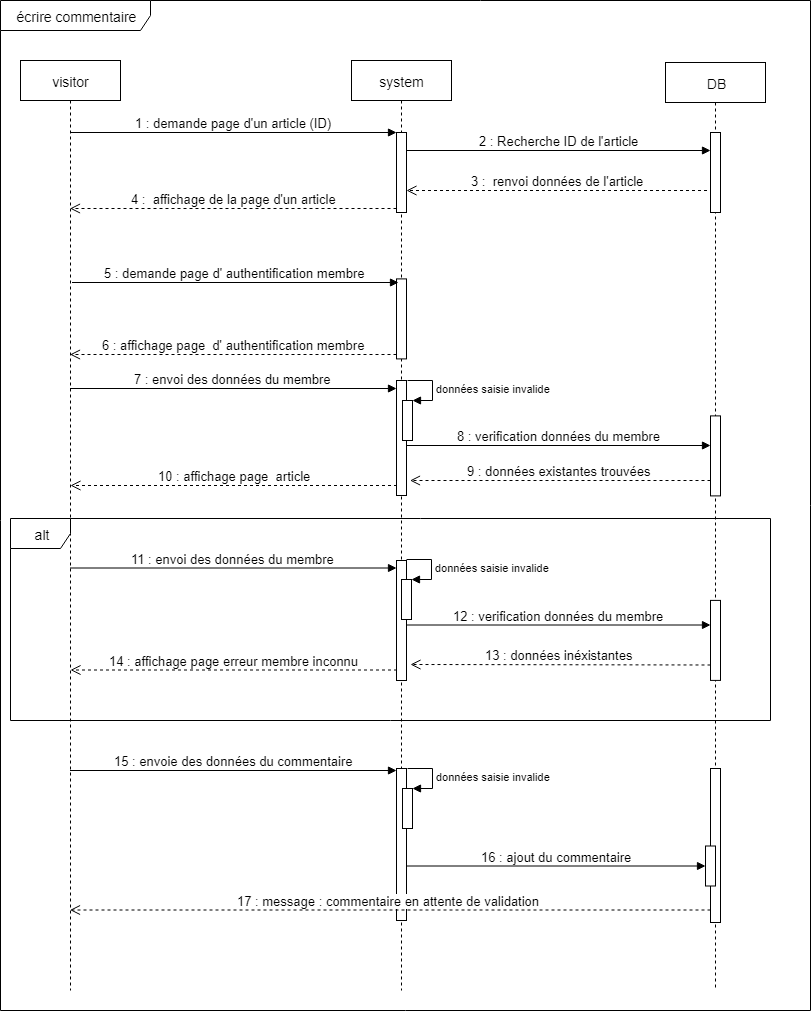 écrire commentaire
visitor
system
DB
1 : demande page d'un article (ID)
2 : Recherche ID de l'article
3 :  renvoi données de l'article
4 :  affichage de la page d'un article
5 : demande page d' authentification membre
6 : affichage page  d' authentification membre
7 : envoi des données du membre
données saisie invalide
8 : verification données du membre
9 : données existantes trouvées
10 : affichage page  article
alt
11 : envoi des données du membre
données saisie invalide
12 : verification données du membre
13 : données inéxistantes
14 : affichage page erreur membre inconnu
15 : envoie des données du commentaire
données saisie invalide
16 : ajout du commentaire
17 : message : commentaire en attente de validation